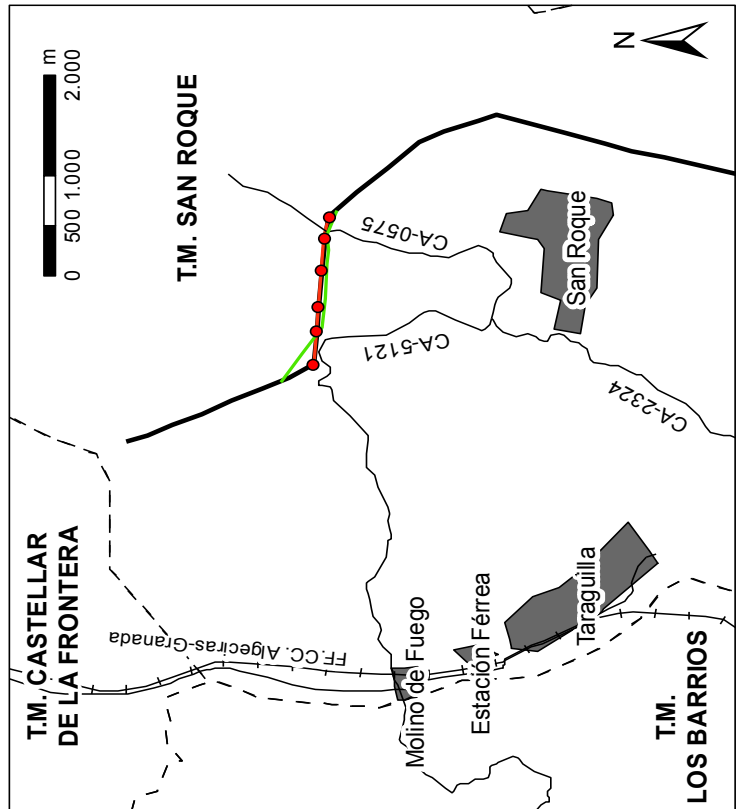 T.M. CASTELLAR
DE LA FRONTERA
T.M. SAN ROQUE
0
500
1.000
2.000
m
N
FF.CC. Algeciras-Granada
CA-0575
CA-5121
CA-2324
San Roque
Molino de Fuego
Estación Férrea
Taraguilla
T.M.
LOS BARRIOS